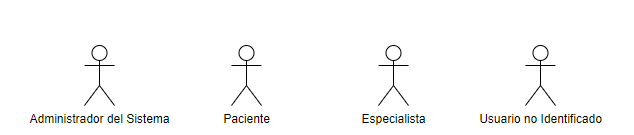 Administrador del Sistema
Paciente
Especialista
Usuario no Identificado